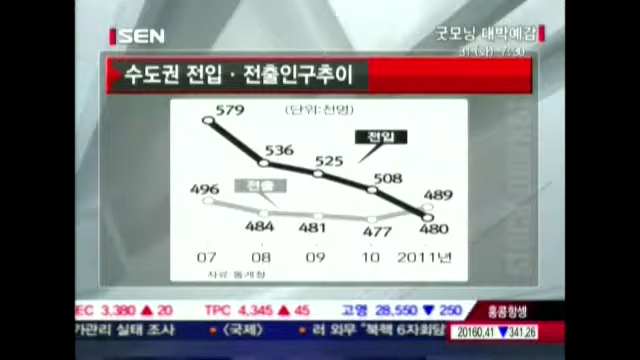 SEN
굿모닝 대박예감
31(화) 7:30
수도권 전입·전출인구추이
(단위:천명)
579
536
525
508
489
전입
496
전출
484
481
477
480
07 08 09 10 2011년
자료:통계청
EC 3,380 ▲ 20 TPC 4,345 ▲ 45 고영 28,550 ▼ 250 홍콩항셍
가관리 실태 조사 •〈국제〉 • 러 외무 "북핵 6자회담 20160.41 ▼341.26